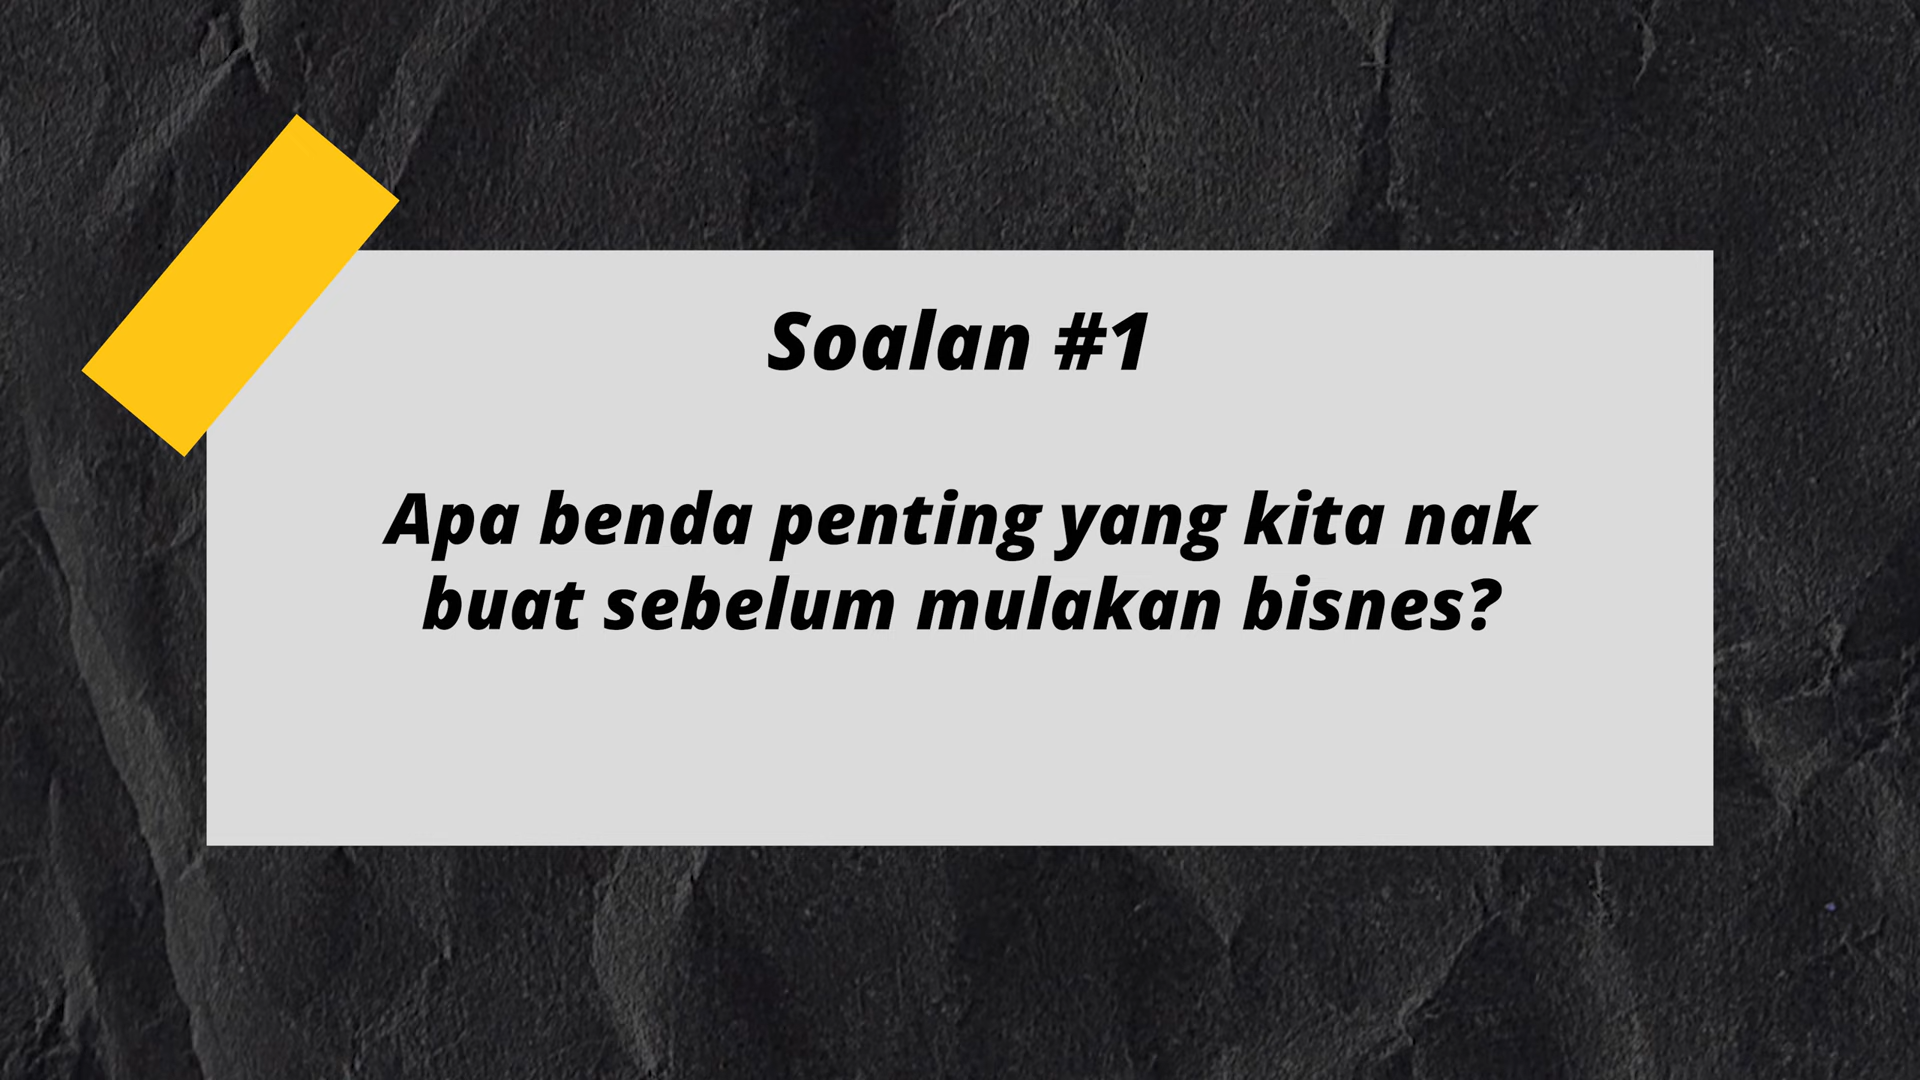 Soalan #1
Apa benda penting yang kita nak
buat sebelum mulakan bisnes?